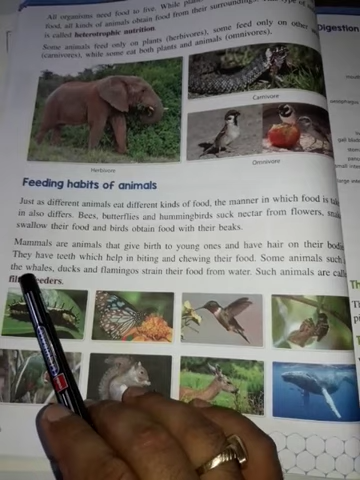 All organisms need to live. While
food, all kinds of animals obtain food from their
is called heterotrophic nutrition.
Some animals feed only on plants (herbivores), some feed only on other
(carnivores), while some eat both plants and animals (omnivores).
Digestion
Carnivore
Herbivore
Omnivore
Feeding habits of animals
Just as different animals eat different kinds of food, the manner in which food is
in also differs. Bees, butterflies and hummingbirds suck nectar from flowers,
swallow their food and birds obtain food with their beaks.
Mammals are animals that give birth to young ones and have hair on their
They have teeth which help in biting and chewing their food. Some animals such
the whales, ducks and flamingos strain their food from water. Such animals are